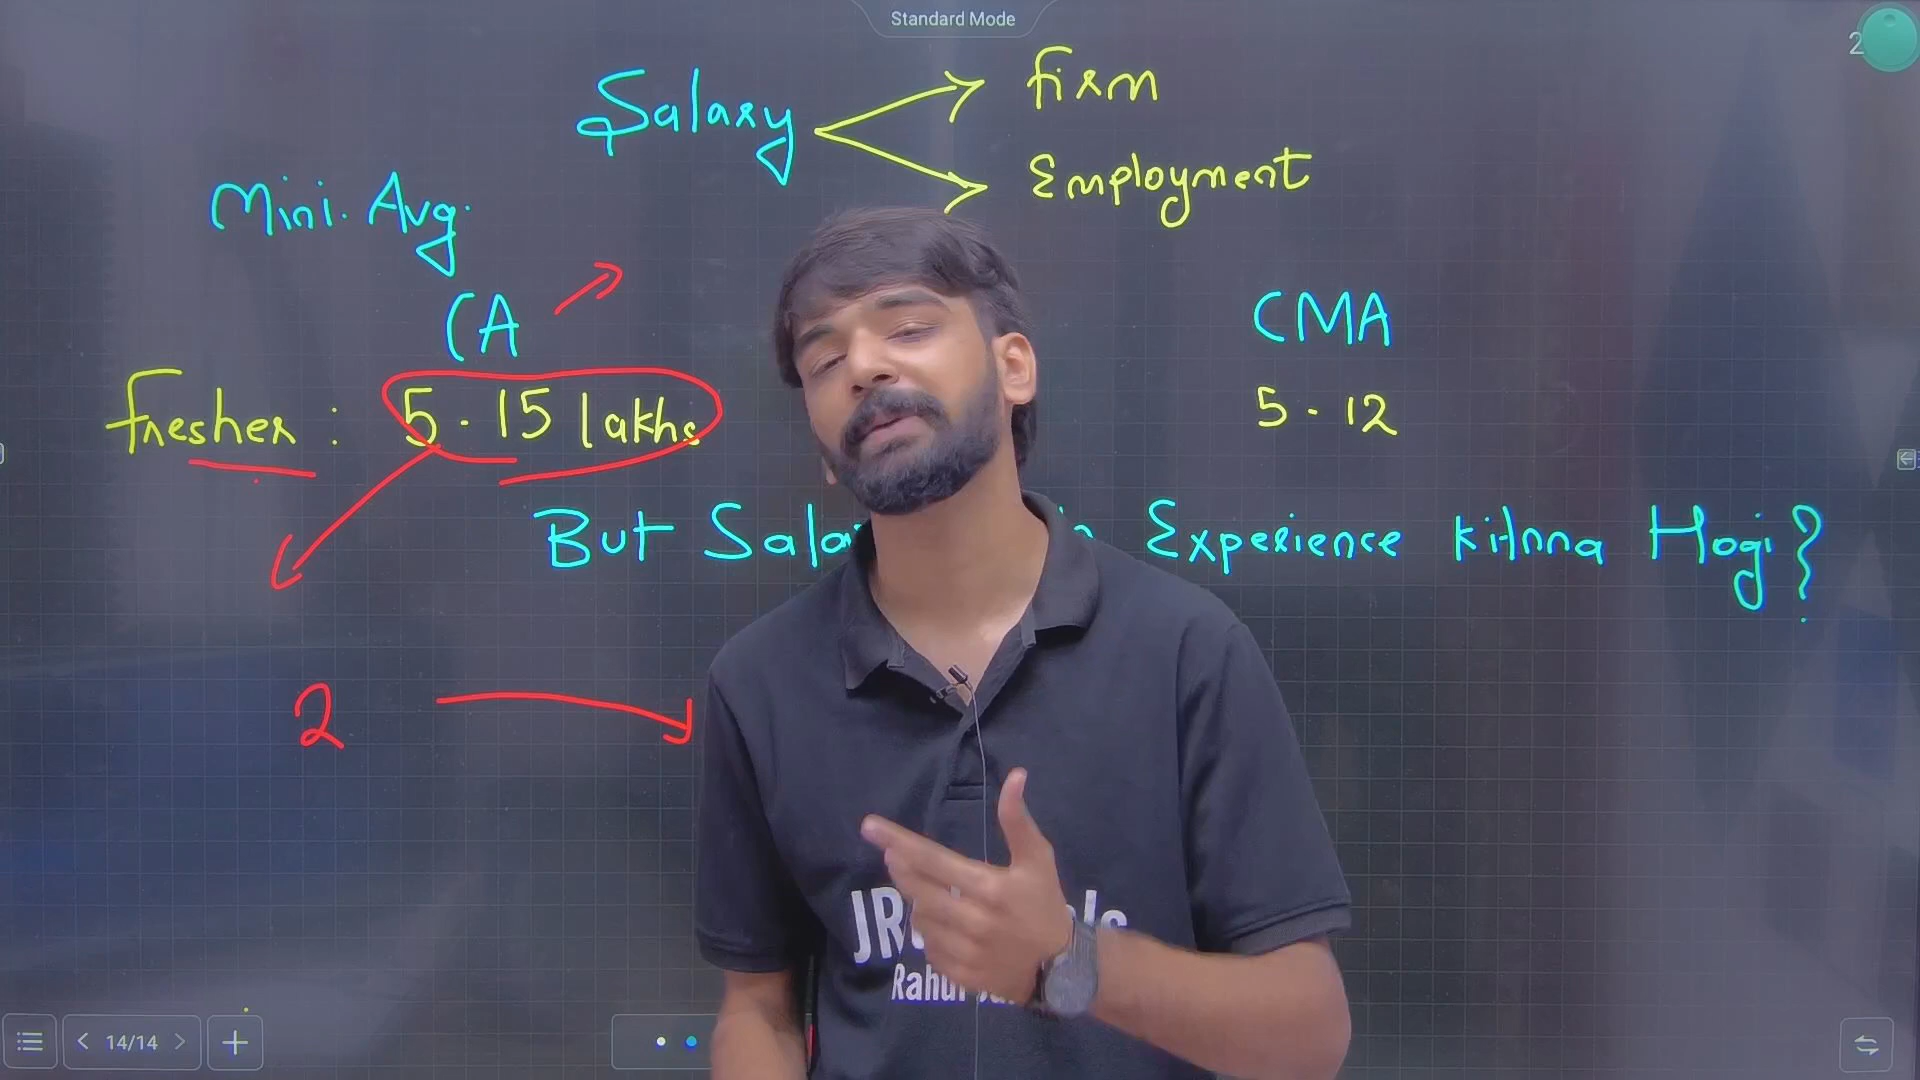 Standard Mode
2
Salary
firm
Employment
Mini. Avg.
CA
CMA
fresher : 5 - 15 lakhs
5 - 12
But Experience kitnna Hogi ?
2
14/14